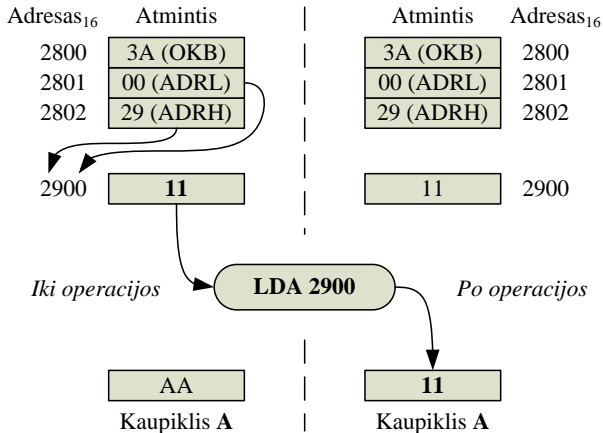 Adresas16 Atmintis Atmintis Adresas16
2800 3A (OKB) 3A (OKB) 2800
2801 00 (ADRL) 00 (ADRL) 2801
2802 29 (ADRH) 29 (ADRH) 2802
2900 11 11 2900
Iki operacijos LDA 2900 Po operacijos
AA 11
Kaupiklis A Kaupiklis A